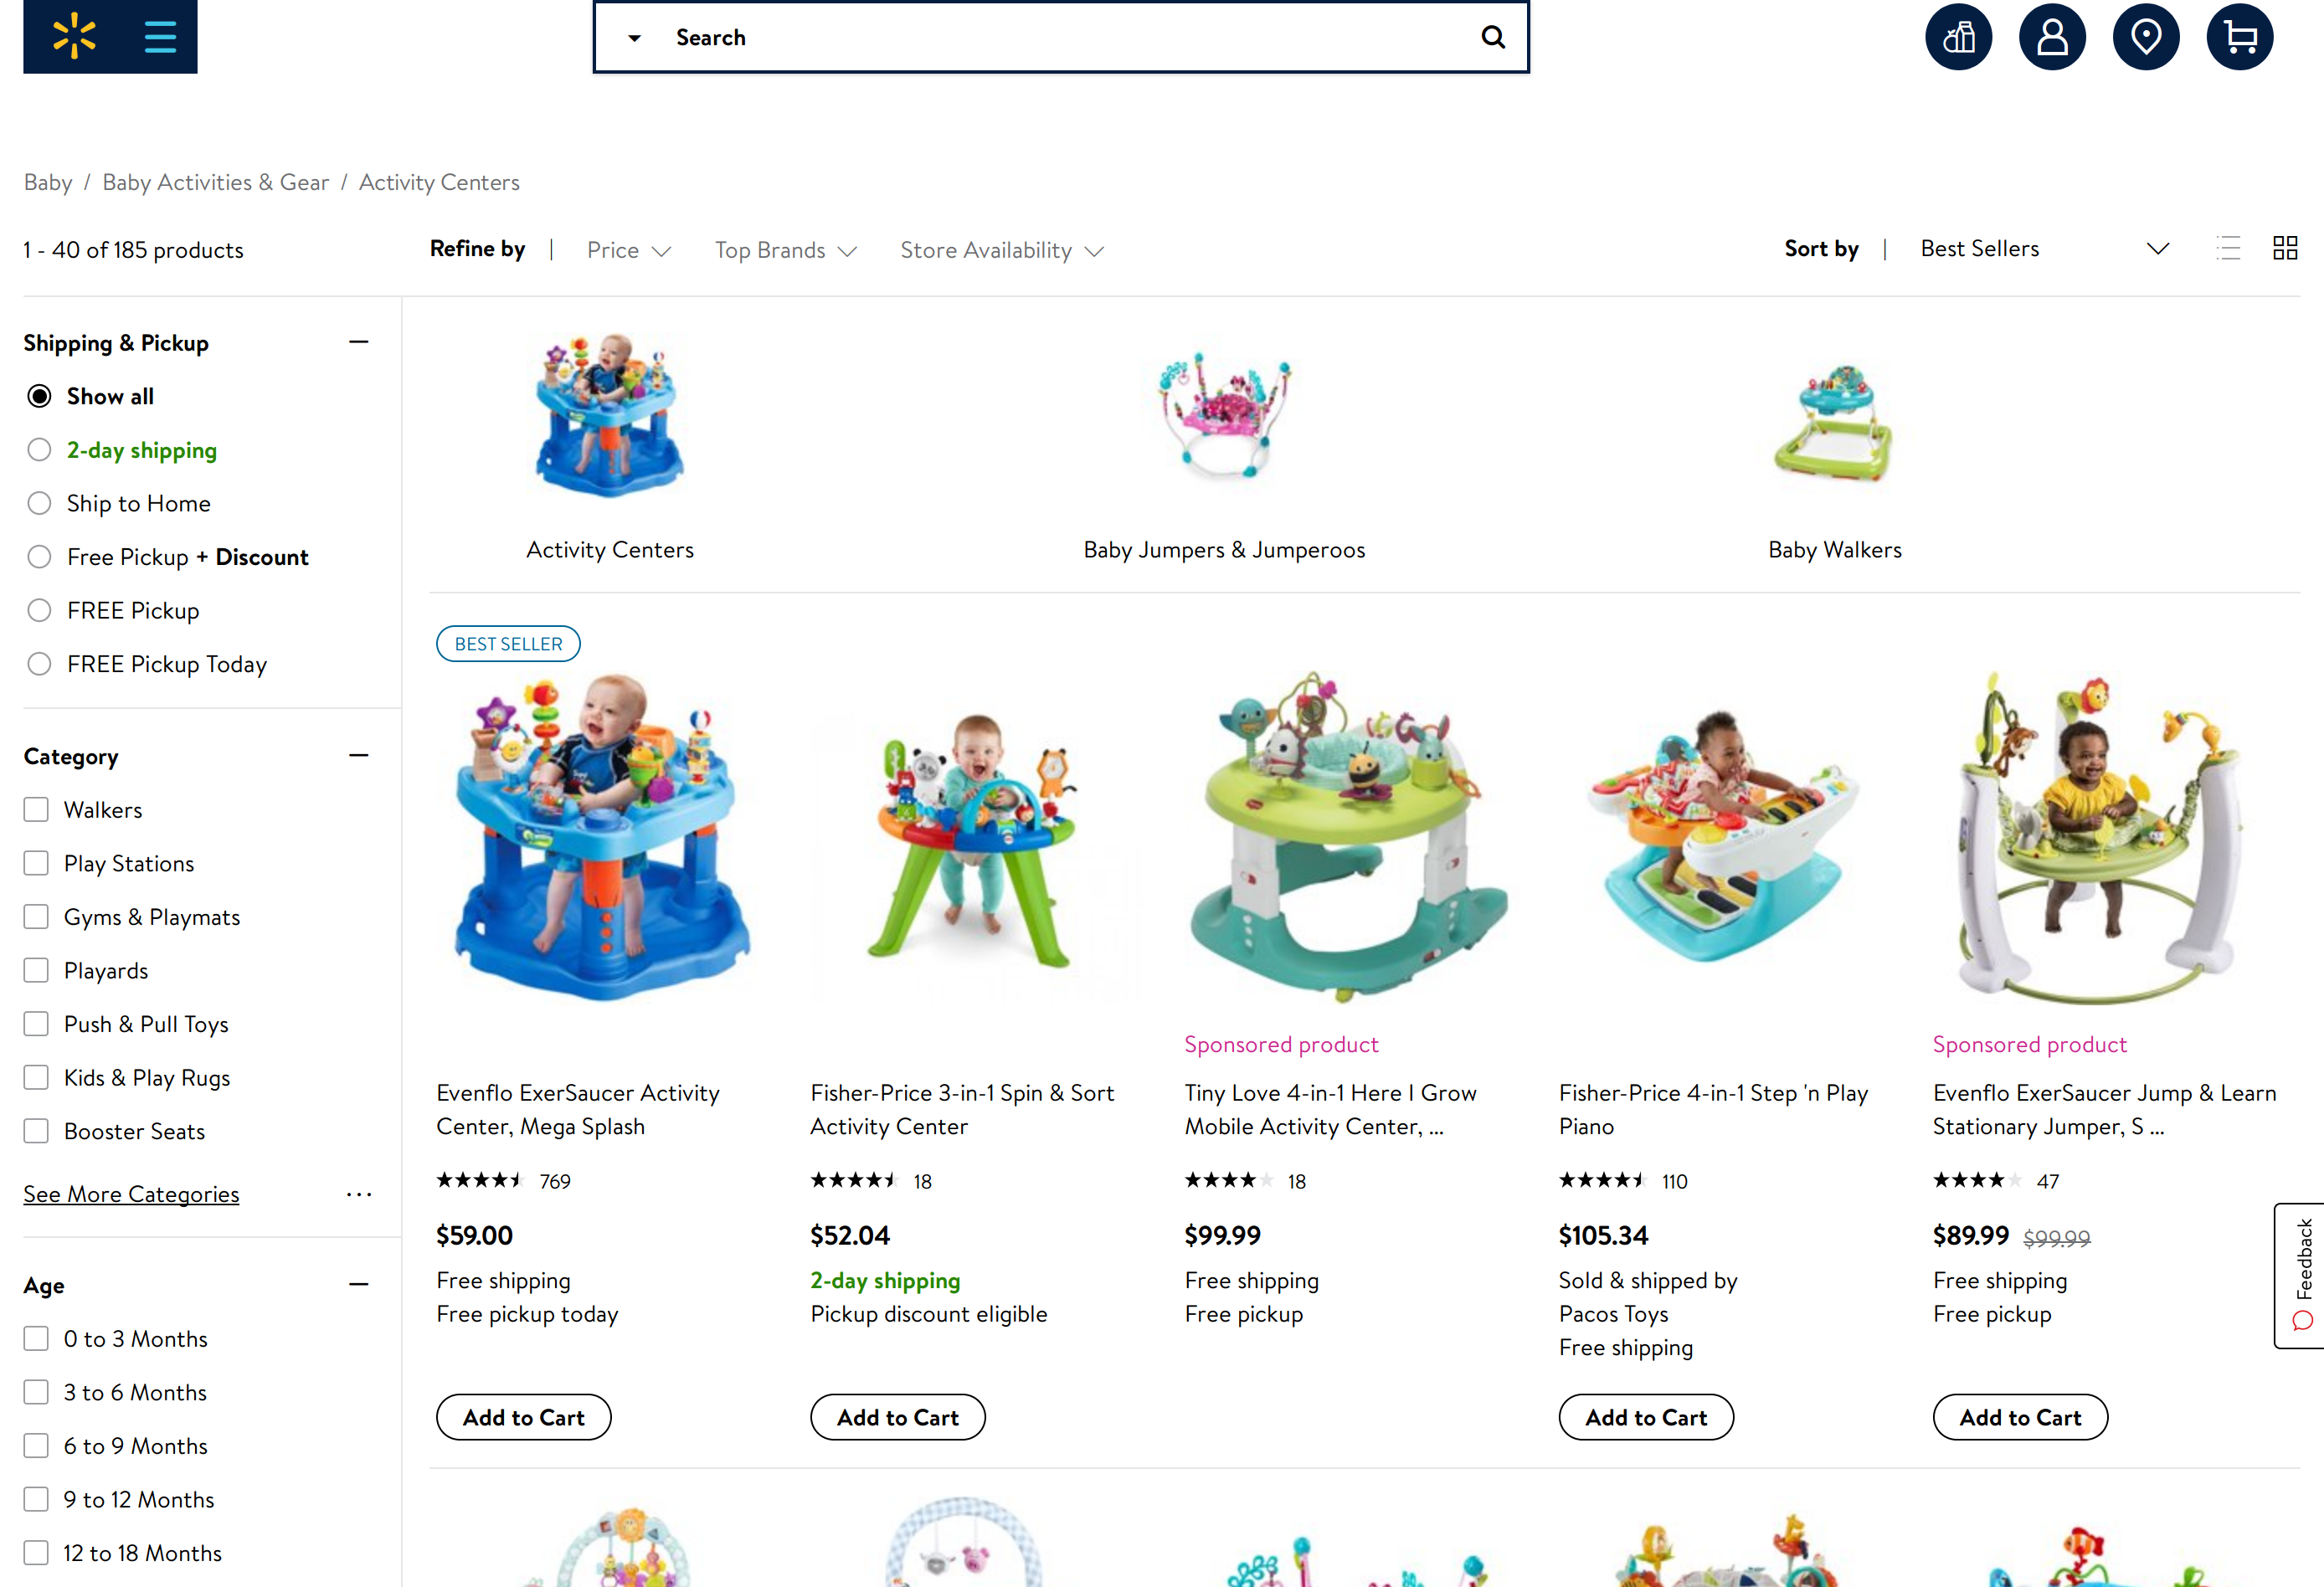 Search
Baby / Baby Activities & Gear / Activity Centers
1 - 40 of 185 products
Refine by | Price Top Brands Store Availability
Sort by | Best Sellers
Shipping & Pickup
Show all
2-day shipping
Ship to Home
Free Pickup + Discount
FREE Pickup
FREE Pickup Today
Category
Walkers
Play Stations
Gyms & Playmats
Playards
Push & Pull Toys
Kids & Play Rugs
Booster Seats
See More Categories ...
Age
0 to 3 Months
3 to 6 Months
6 to 9 Months
9 to 12 Months
12 to 18 Months
Activity Centers
Baby Jumpers & Jumperoos
Baby Walkers
BEST SELLER
Evenflo ExerSaucer Activity
Center, Mega Splash
769
$59.00
Free shipping
Free pickup today
Add to Cart
Fisher-Price 3-in-1 Spin & Sort
Activity Center
18
$52.04
2-day shipping
Pickup discount eligible
Add to Cart
Sponsored product
Tiny Love 4-in-1 Here I Grow
Mobile Activity Center, ...
18
$99.99
Free shipping
Free pickup
Fisher-Price 4-in-1 Step 'n Play
Piano
110
$105.34
Sold & shipped by
Pacos Toys
Free shipping
Add to Cart
Sponsored product
Evenflo ExerSaucer Jump & Learn
Stationary Jumper, S ...
47
$89.99 $99.99
Free shipping
Free pickup
Add to Cart
Feedback